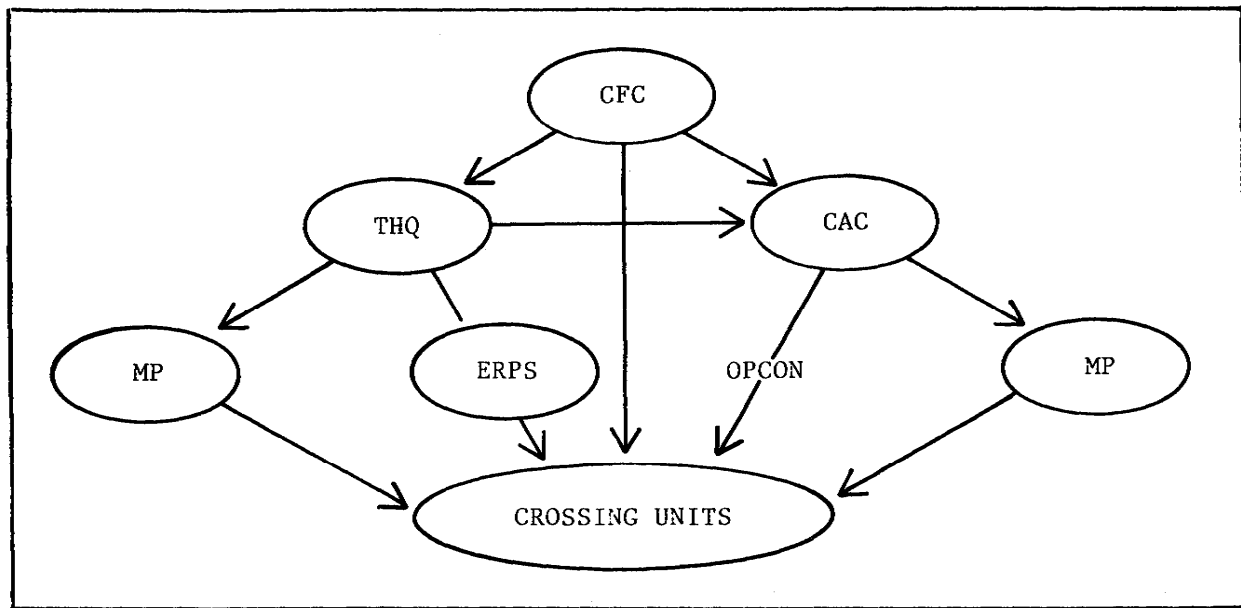 CFC
THQ
CAC
MP
ERPS
OPCON
MP
CROSSING UNITS